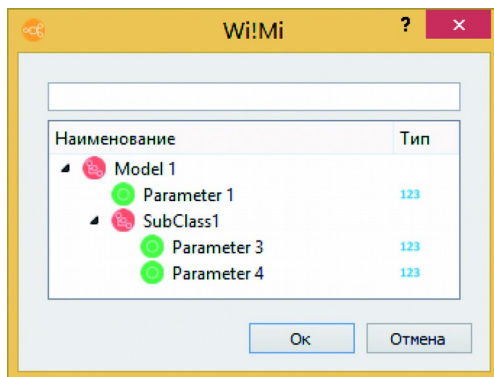 Wi!Mi ?
Наименование Тип
Model 1
Parameter 1 123
SubClass1
Parameter 3 123
Parameter 4 123
Ок Отмена